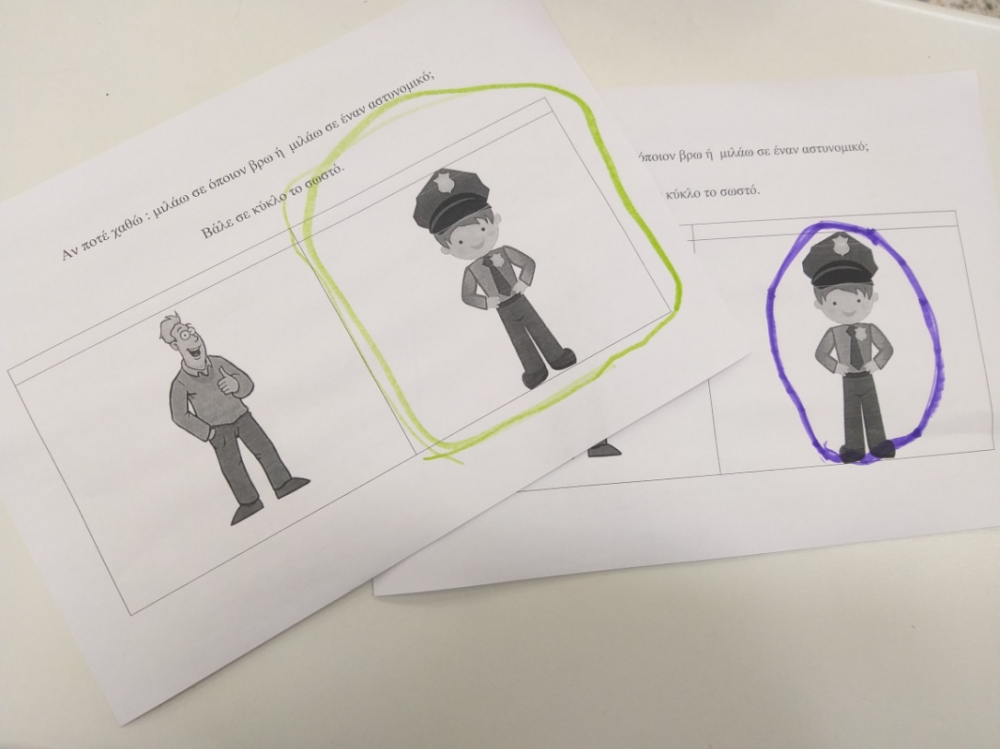 Αν ποτέ χαθώ : μιλάω σε όποιον βρω ή μιλάω σε έναν αστυνομικό;
Βάλε σε κύκλο το σωστό.
όποιον βρω ή μιλάω σε έναν αστυνομικό;
κύκλο το σωστό.